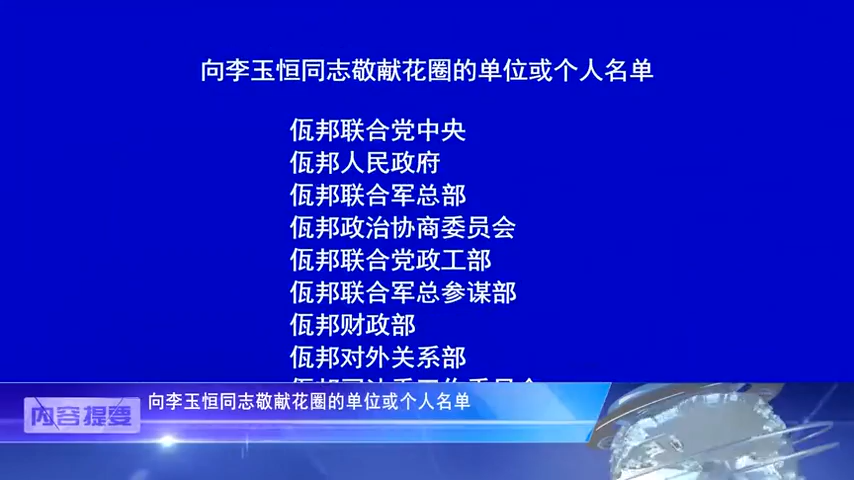 向李玉恒同志敬献花圈的单位或个人名单
佤邦联合党中央
佤邦人民政府
佤邦联合军总部
佤邦政治协商委员会
佤邦联合党政工部
佤邦联合军总参谋部
佤邦财政部
佤邦对外关系部
内容提要
向李玉恒同志敬献花圈的单位或个人名单